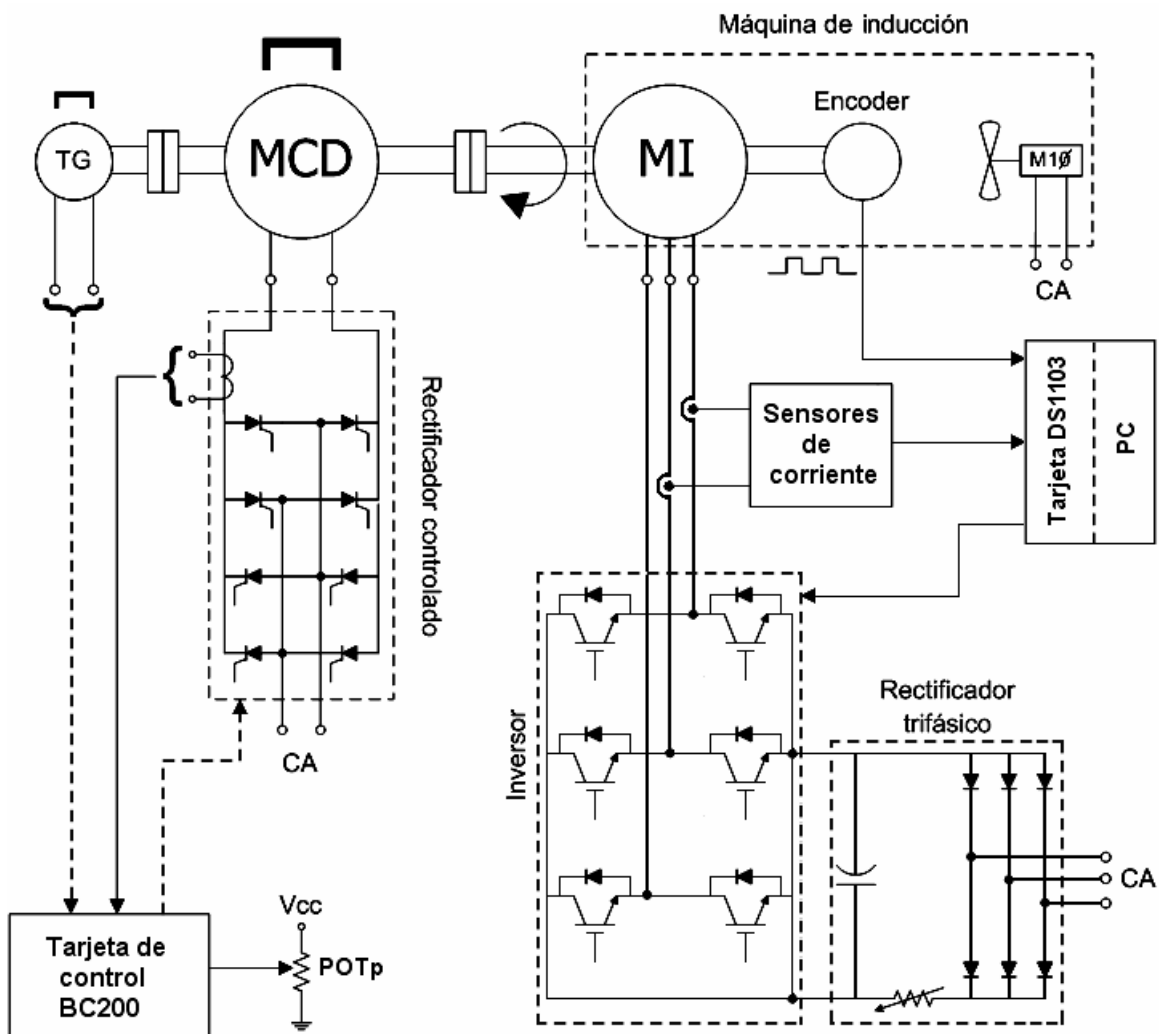 Máquina de inducción
TG
MCD
MI
Encoder
M1Ø
CA
Rectificador controlado
Sensores
de
corriente
Tarjeta DS1103
PC
CA
Inversor
Rectificador
trifásico
CA
Tarjeta de
control
BC200
Vcc
POTp